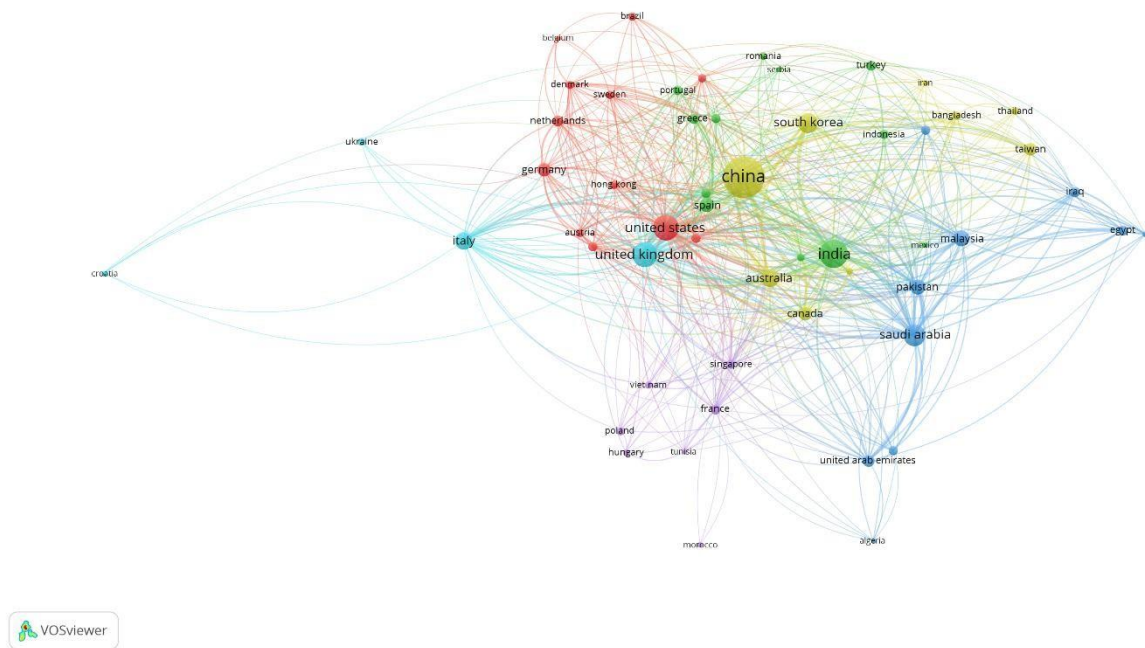 brazil
belgium
romania
serbia
turkey
denmark
sweden
portugal
iran
netherlands
greece
south korea
bangladesh
thailand
indonesia
ukraine
taiwan
germany
china
hong kong
iraq
spain
austria
united states
egypt
italy
malaysia
mexico
united kingdom
india
croatia
australia
pakistan
canada
saudi arabia
singapore
vietnam
france
poland
hungary
tunisia
united arab emirates
morocco
algeria
VOSviewer